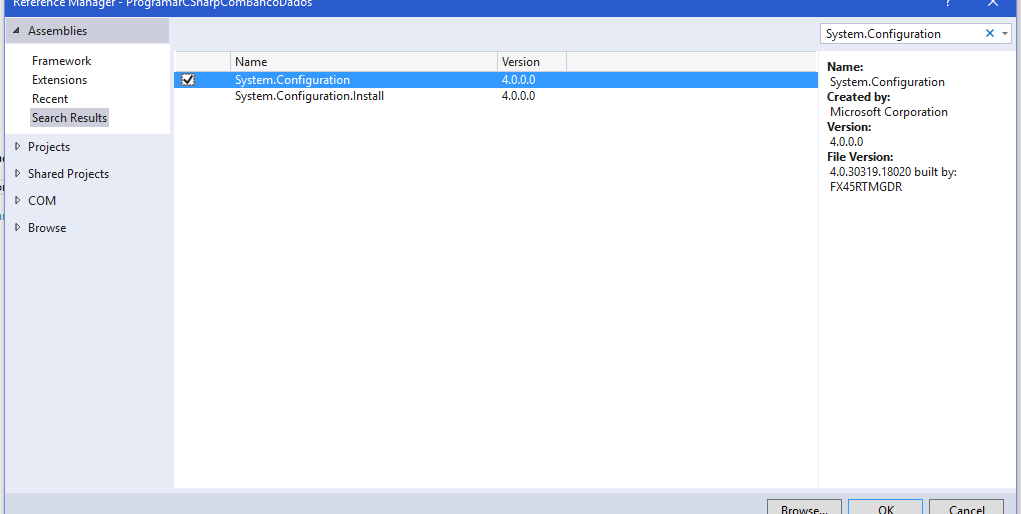 Reference Manager - ProgramarCSharpComBancoDados
?
Assemblies
System.Configuration
Framework
Extensions
Recent
Search Results
Projects
Shared Projects
COM
Browse
Name Version
System.Configuration 4.0.0.0
System.Configuration.Install 4.0.0.0
Name:
System.Configuration
Created by:
Microsoft Corporation
Version:
4.0.0.0
File Version:
4.0.30319.18020 built by:
FX45RTMGDR
Browse... OK Cancel